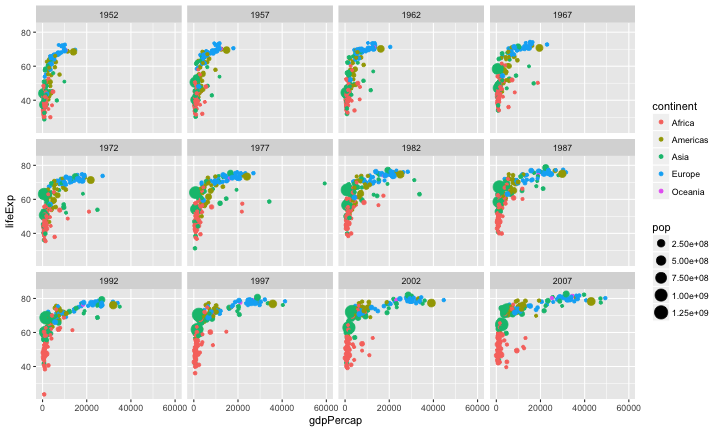 1952 1957 1962 1967
80
60
40
1972 1977 1982 1987
80
60
40
1992 1997 2002 2007
80
60
40
0 20000 40000 60000 0 20000 40000 60000 0 20000 40000 60000 0 20000 40000 60000
gdpPercap
lifeExp
continent
Africa
Americas
Asia
Europe
Oceania
pop
2.50e+08
5.00e+08
7.50e+08
1.00e+09
1.25e+09